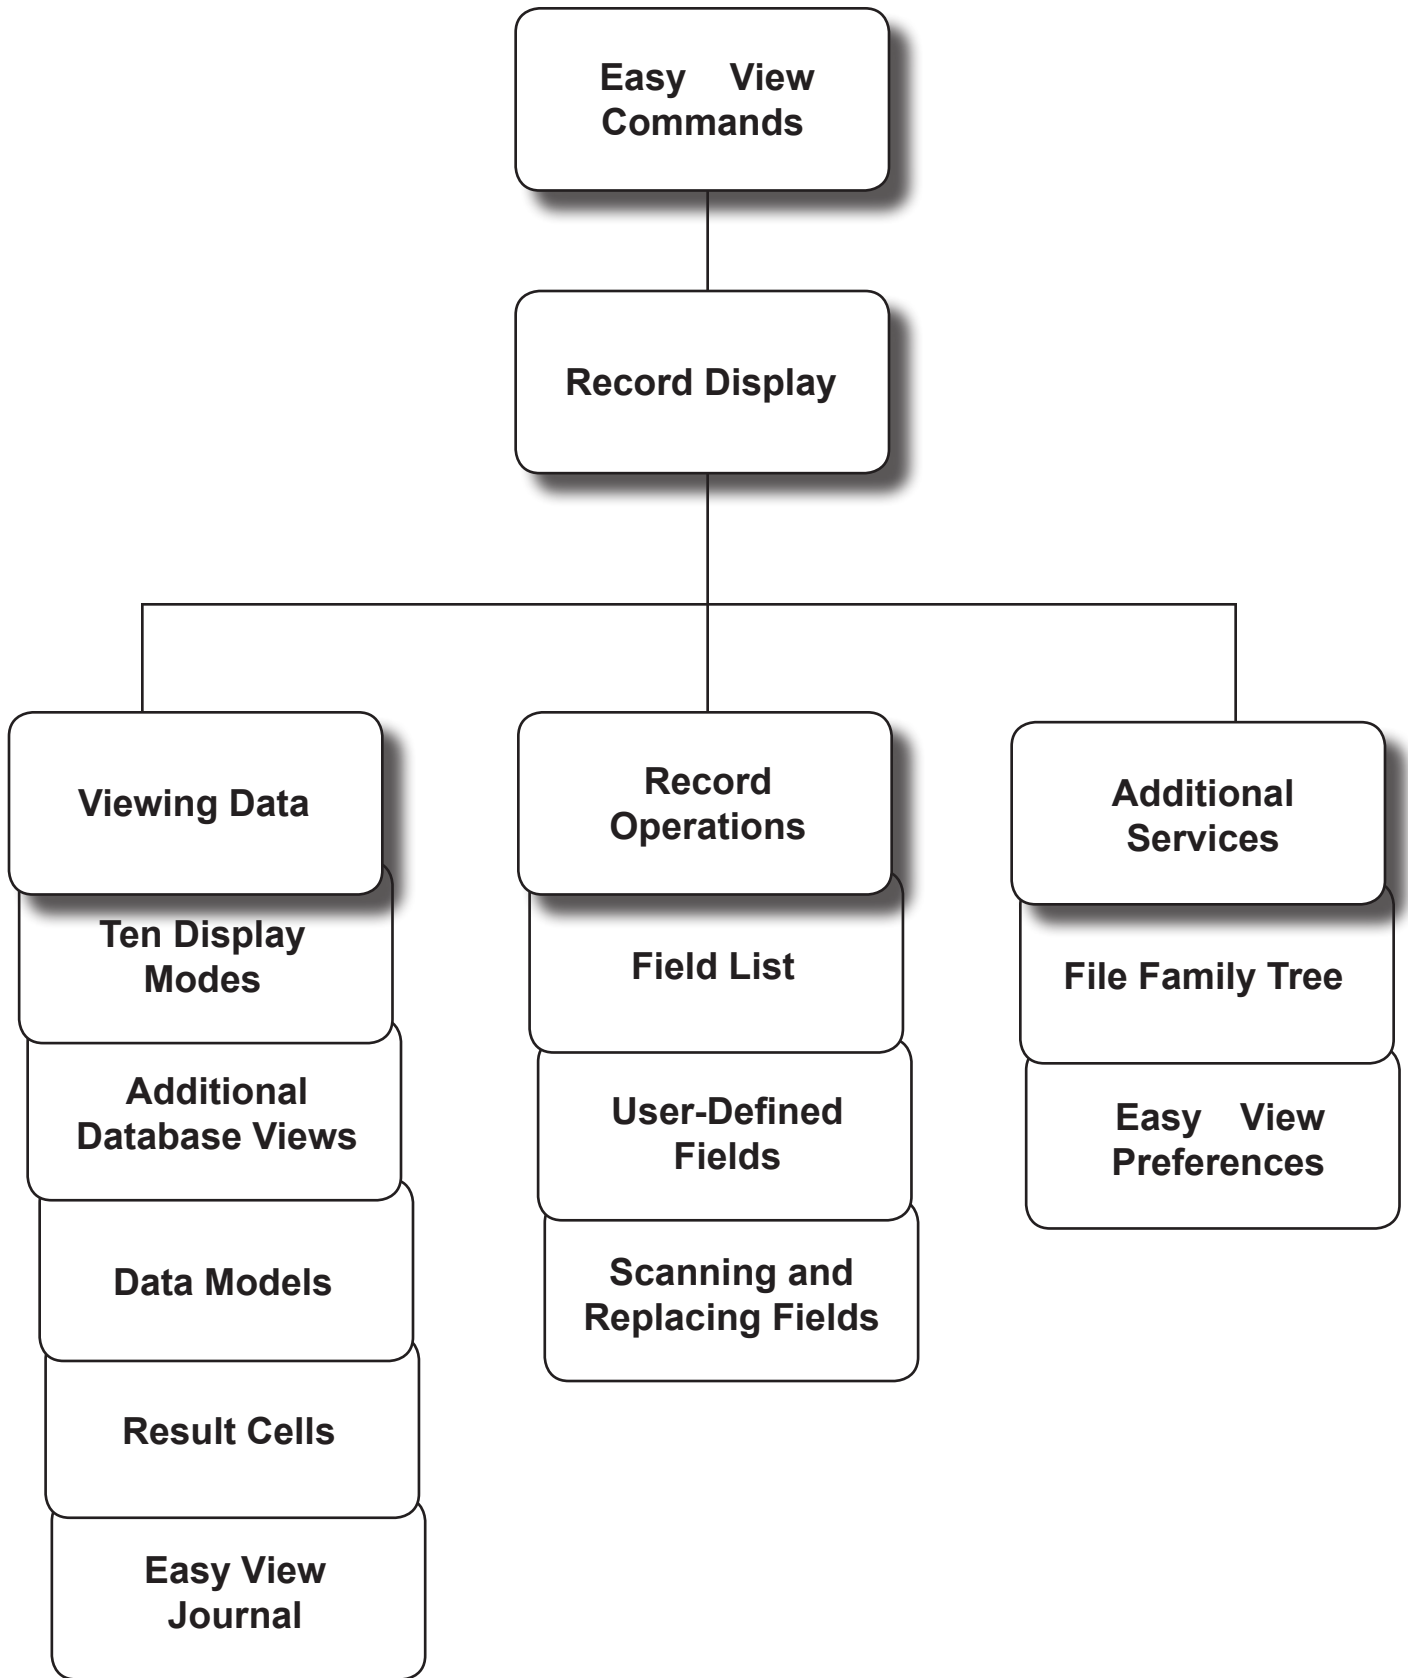 Easy View
Commands
Record Display
Viewing Data
Ten Display
Modes
Additional
Database Views
Data Models
Result Cells
Easy View
Journal
Record
Operations
Field List
User-Defined
Fields
Scanning and
Replacing Fields
Additional
Services
File Family Tree
Easy View
Preferences